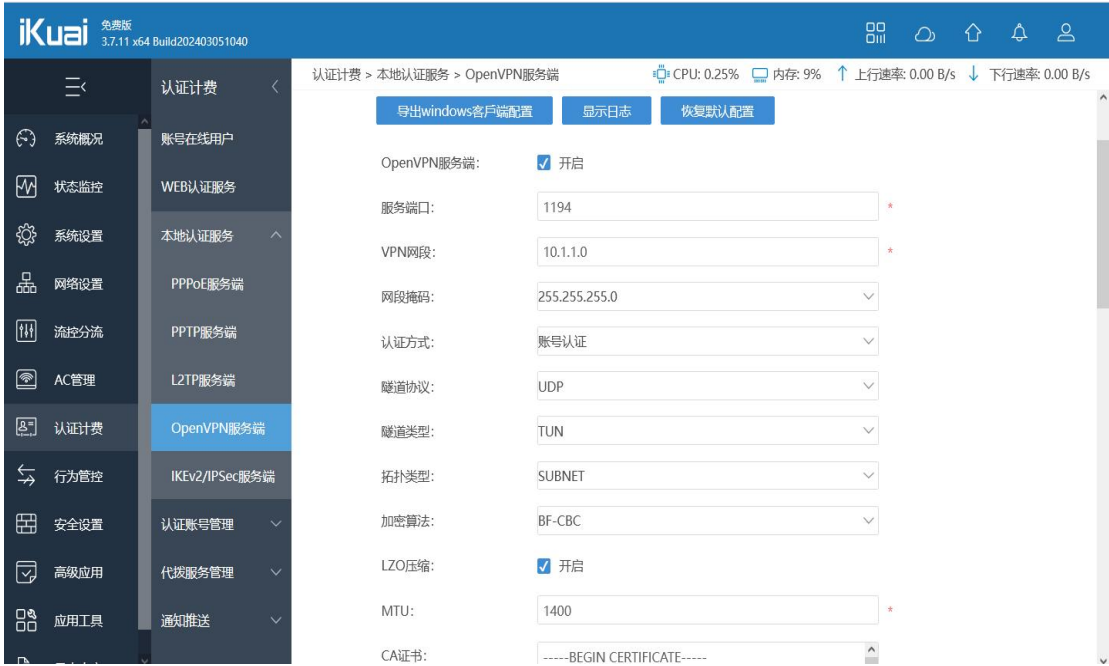 iKuai 免费版
3.7.11 x64 Build202403051040
认证计费
认证计费 > 本地认证服务 > OpenVPN服务端
CPU: 0.25%
内存: 9%
上行速率: 0.00 B/s
下行速率: 0.00 B/s
系统概况
状态监控
系统设置
网络设置
流控分流
AC管理
认证计费
行为管控
安全设置
高级应用
应用工具
账号在线用户
WEB认证服务
本地认证服务
PPPoE服务端
PPTP服务端
L2TP服务端
OpenVPN服务端
IKEv2/IPSec服务端
认证账号管理
代拨服务管理
通知推送
导出windows客戶端配置
显示日志
恢复默认配置
OpenVPN服务端: 开启
服务端口: 1194 *
VPN网段: 10.1.1.0 *
网段掩码: 255.255.255.0
认证方式: 账号认证
隧道协议: UDP
隧道类型: TUN
拓扑类型: SUBNET
加密算法: BF-CBC
LZO压缩: 开启
MTU: 1400 *
CA证书: -----BEGIN CERTIFICATE-----